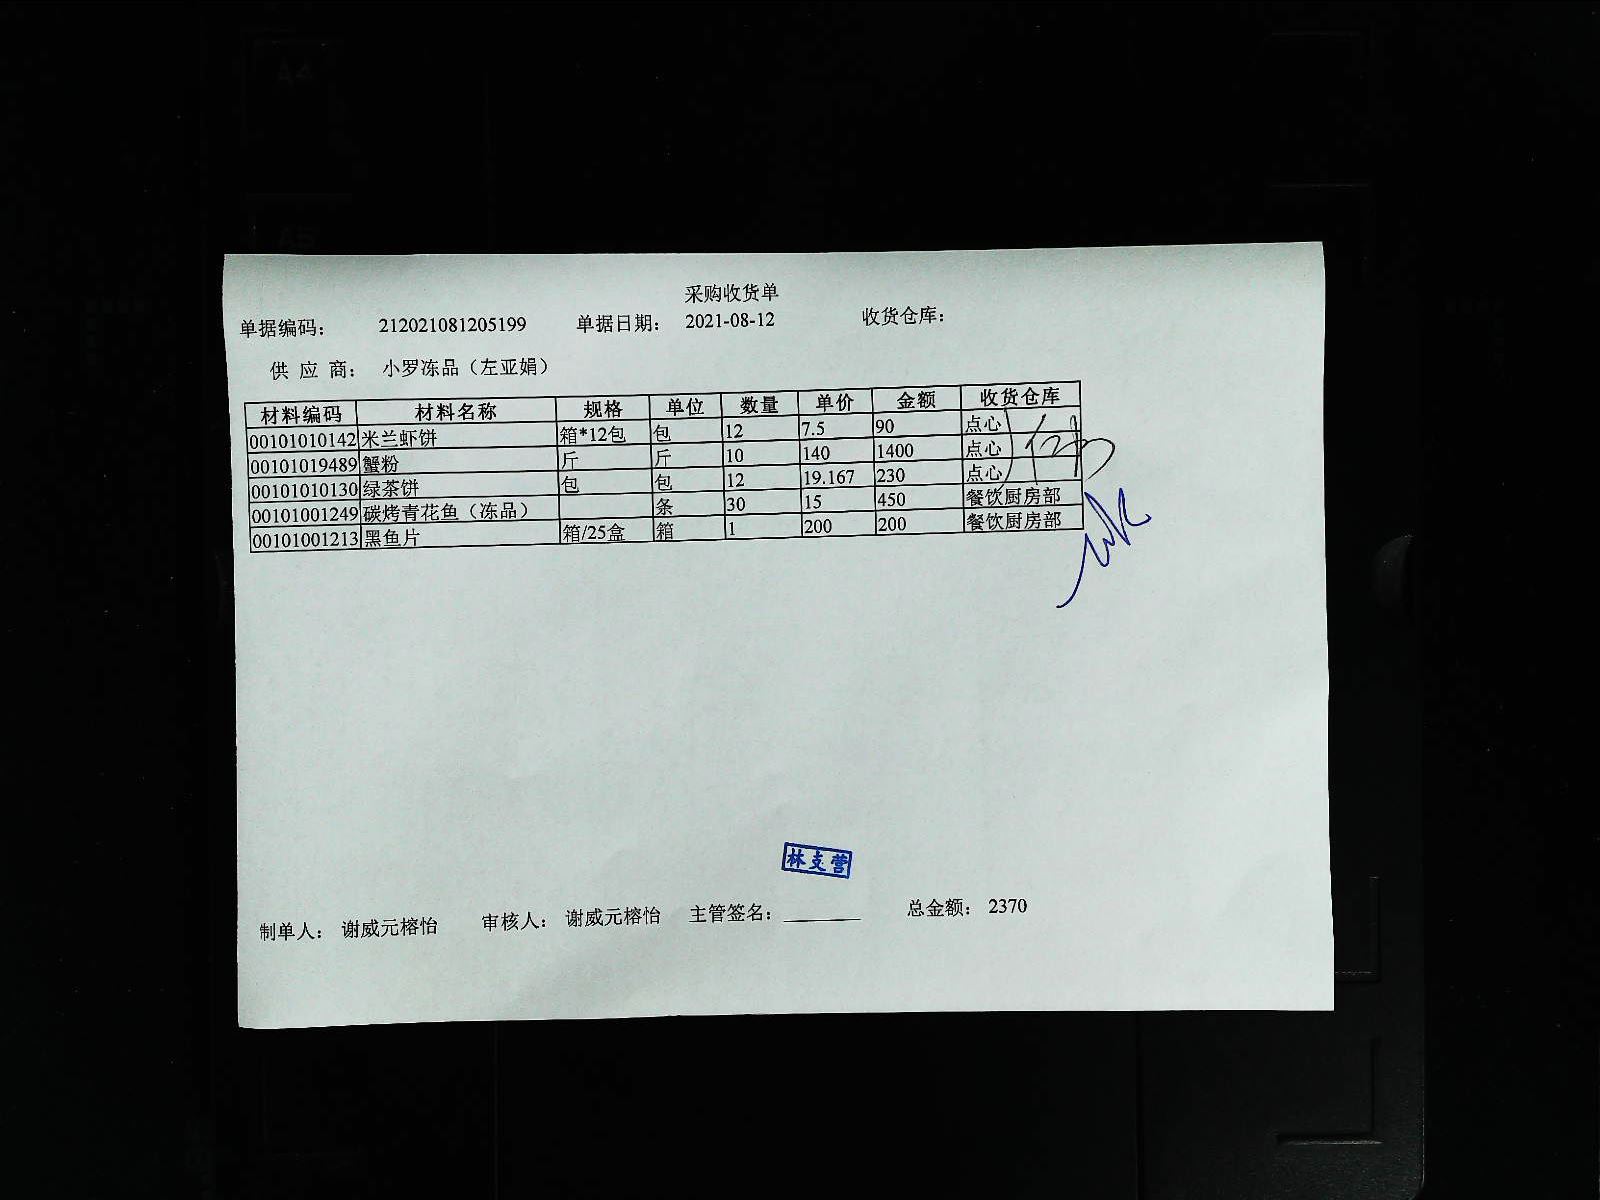 采购收货单
单据编码： 212021081205199 单据日期： 2021-08-12 收货仓库：
供 应 商： 小罗冻品（左亚娟）
材料编码 材料名称 规格 单位 数量 单价 金额 收货仓库
00101010142 米兰虾饼 箱*12包 包 12 7.5 90 点心
00101019489 蟹粉 斤 斤 10 140 1400 点心
00101010130 绿茶饼 包 包 12 19.167 230 点心
00101001249 碳烤青花鱼（冻品） 条 30 15 450 餐饮厨房部
00101001213 黑鱼片 箱/25盒 箱 1 200 200 餐饮厨房部
林支营
制单人： 谢威元榕怡 审核人： 谢威元榕怡 主管签名： 总金额： 2370